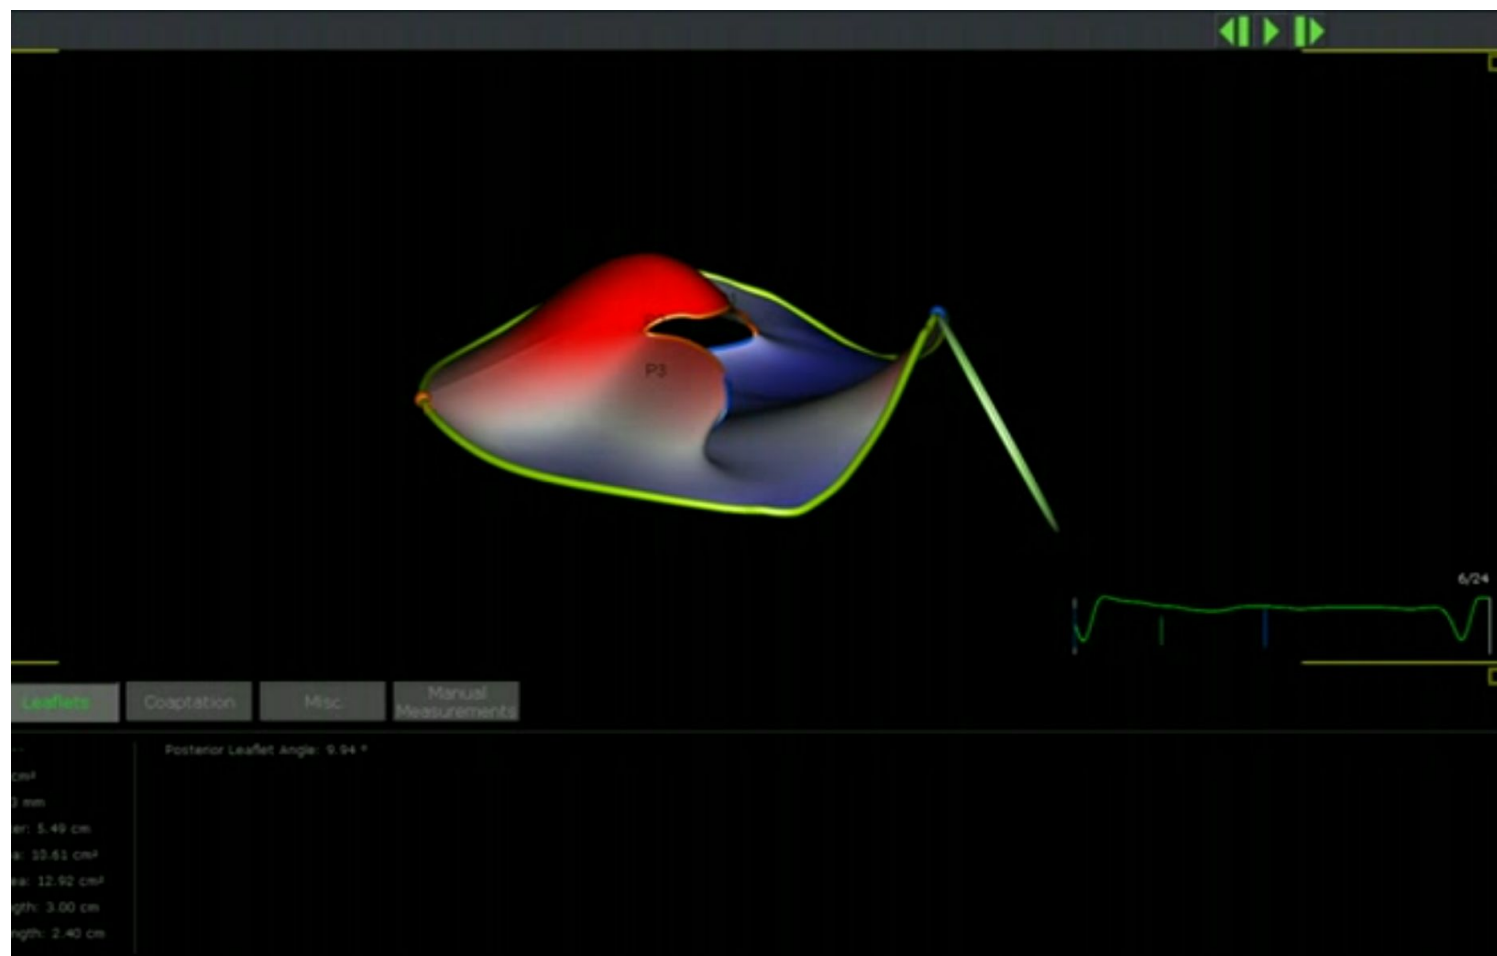 P3
6/24
Leaflets
Coaptation
Misc.
Manual
Measurements
Posterior Leaflet Angle: 9.94 °
--
cm²
mm
er: 5.49 cm
a: 10.61 cm²
ea: 12.92 cm²
gth: 3.00 cm
ngth: 2.40 cm